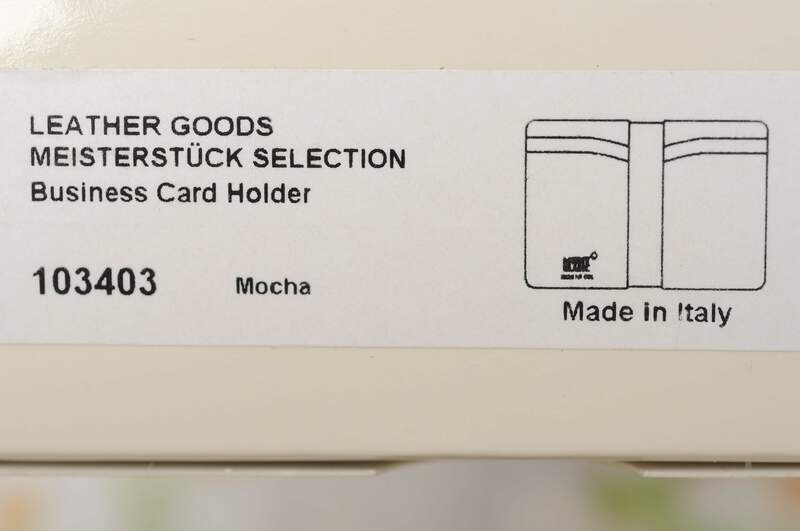 LEATHER GOODS
MEISTERSTÜCK SELECTION
Business Card Holder
103403 Mocha
Made in Italy